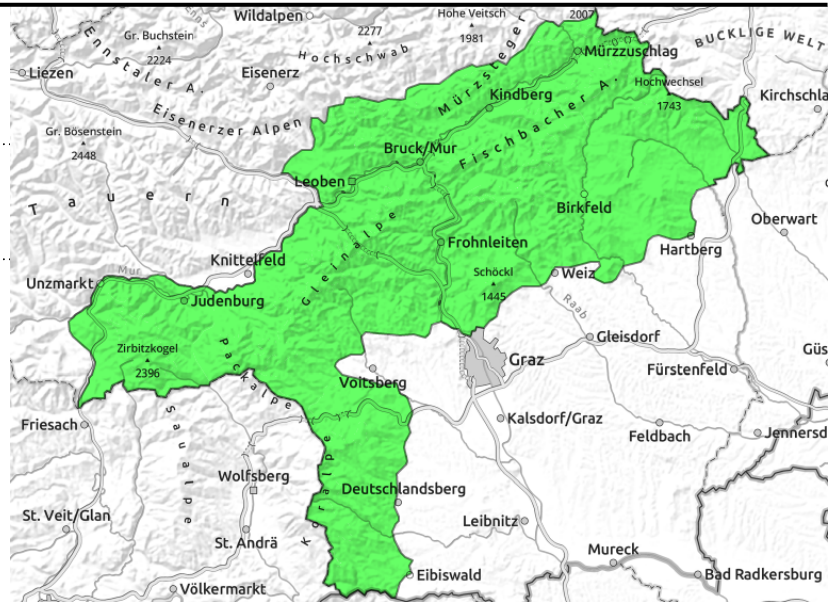 Wildalpen
Hohe Veitsch
1981
2007
Gr. Buchstein
2224
2277
Hochschwab
Mürzsteger
Mürzzuschlag
BUCKLIGE WELT
Liezen
Ennstaler A.
Eisenerz
Hochwechsel
1743
Kindberg
Kirchschla
Eisenerzer Alpen
Fischbacher A.
Gr. Bösenstein
2448
Bruck/Mur
Leoben
Tauern
Birkfeld
Oberwart
Gleinalpe
Frohnleiten
Hartberg
Knittelfeld
Mur
Unzmarkt
Schöckl
1445
Weiz
Judenburg
Raab
Gleisdorf
Zirbitzkogel
2396
Packalpe
Graz
Güs
Voitsberg
Fürstenfeld
Friesach
Saualpe
Kalsdorf/Graz
Feldbach
Jennersd
Wolfsberg
Koralpe
Deutschlandsberg
St. Veit/Glan
St. Andrä
Leibnitz
Mureck
Eibiswald
Bad Radkersburg
Völkermarkt